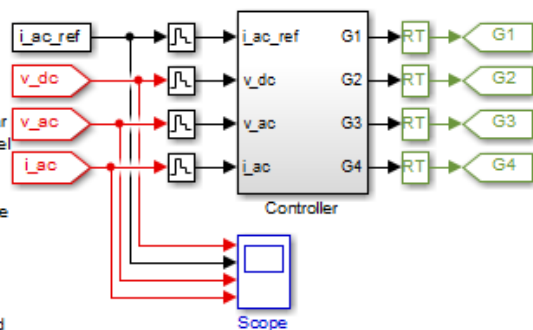 i_ac_ref
i_ac_ref G1 RT G1
v_dc
v_dc G2 RT G2
v_ac
v_ac G3 RT G3
i_ac
i_ac G4 RT G4
Controller
Scope